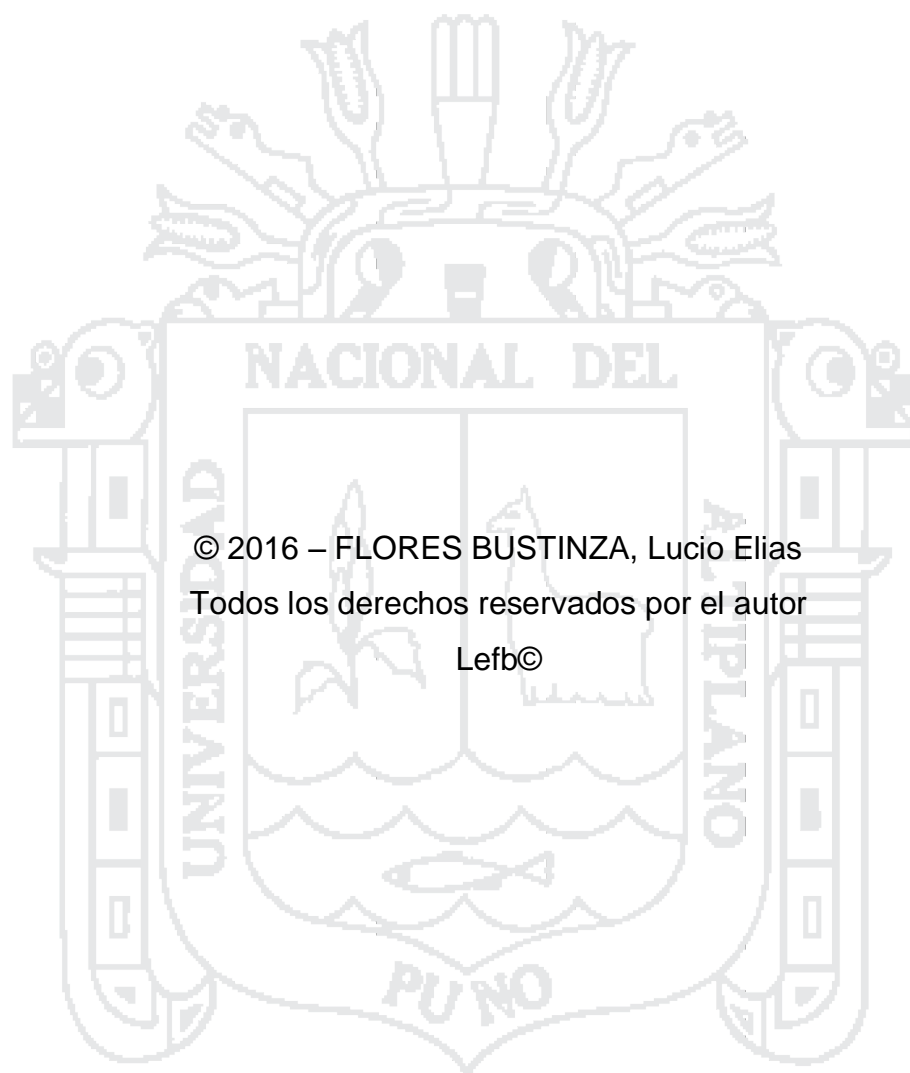 NACIONAL DEL
UNIVERSIDAD
ALTIPLANO
© 2016 – FLORES BUSTINZA, Lucio Elias
Todos los derechos reservados por el autor
Lefb©
PUNO